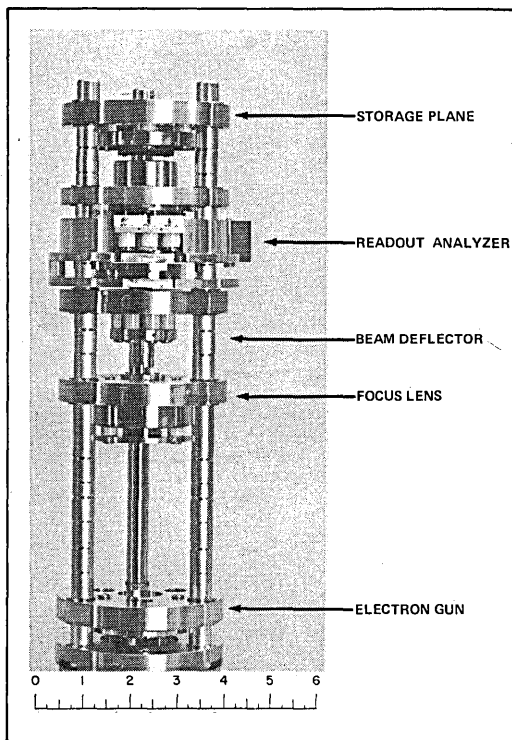 STORAGE PLANE
READOUT ANALYZER
BEAM DEFLECTOR
FOCUS LENS
ELECTRON GUN
0 1 2 3 4 5 6